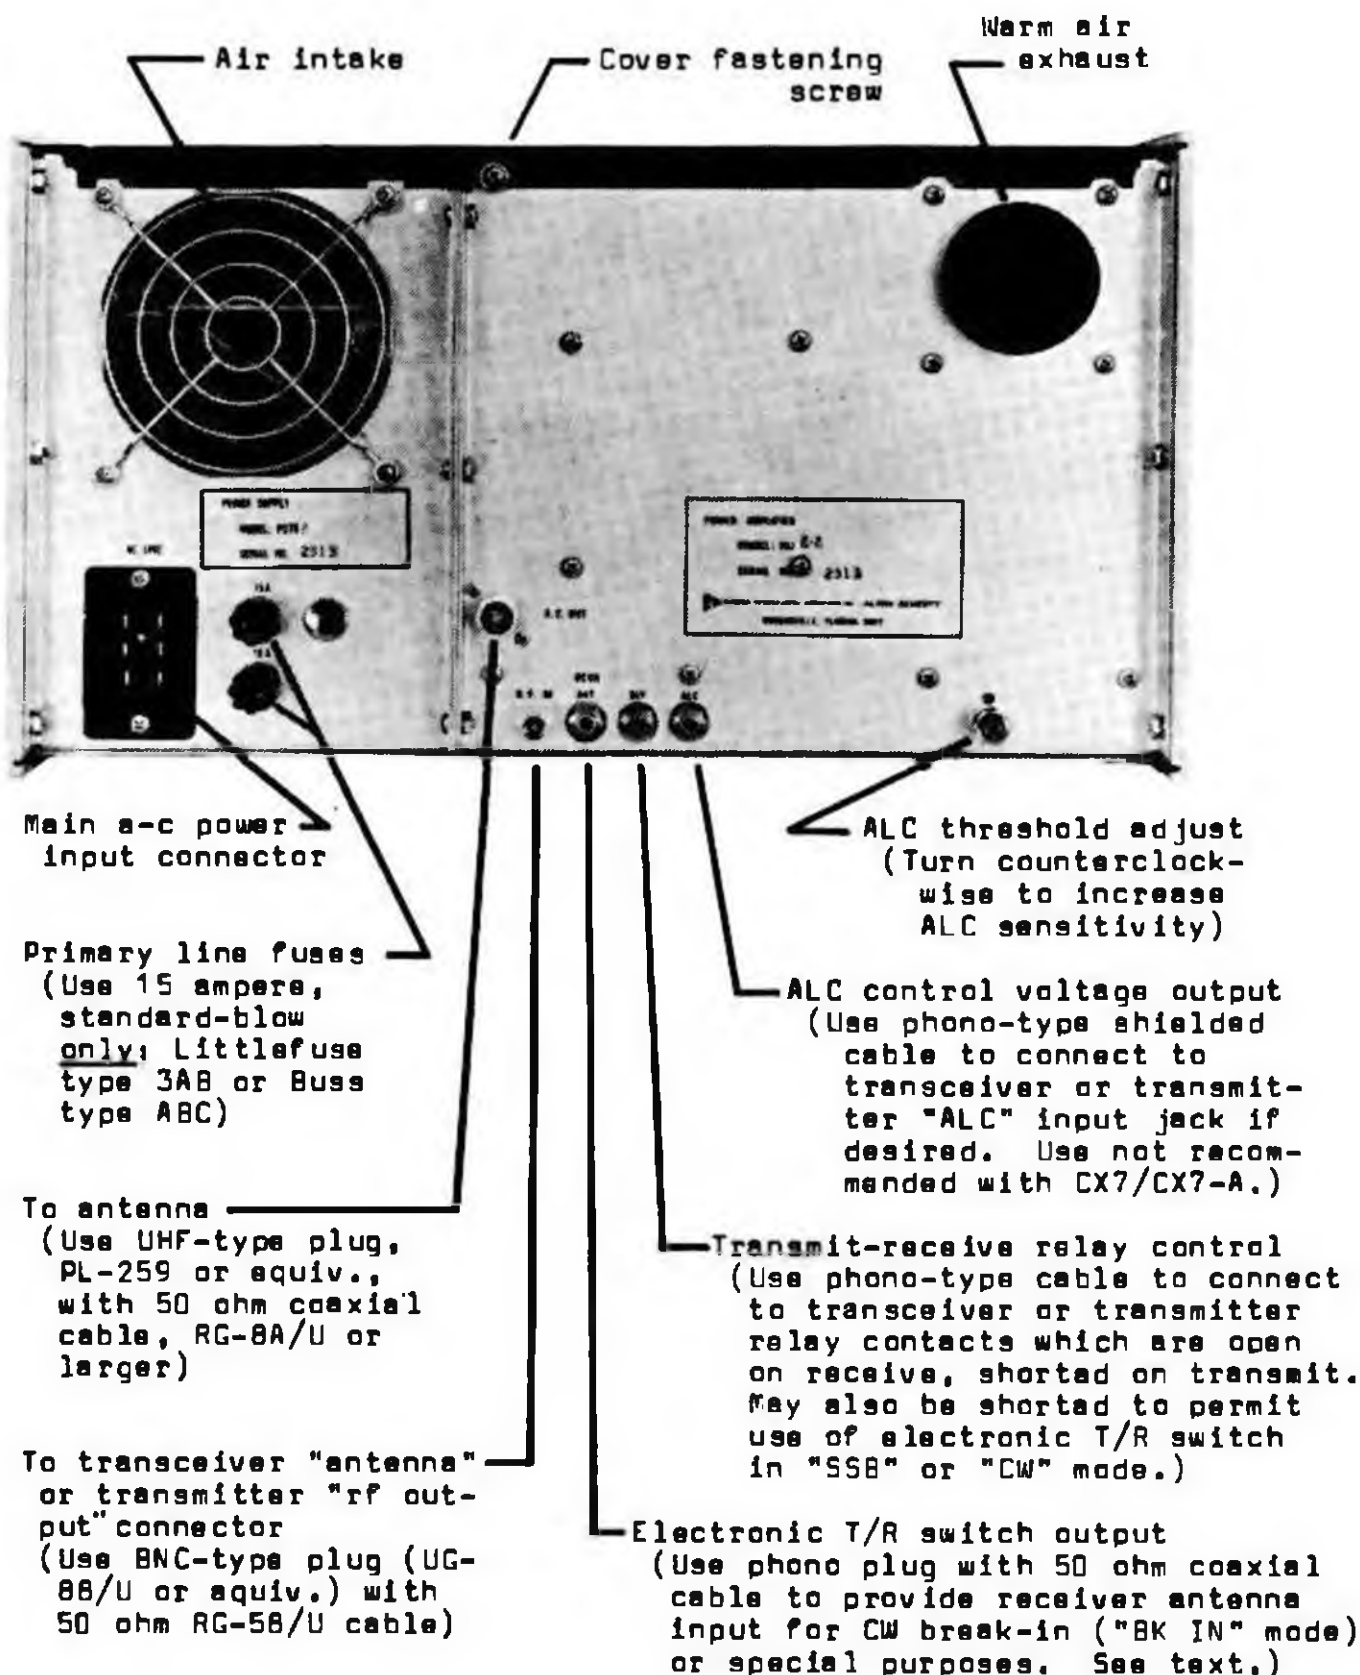 Air intake
Cover fastening
screw
Warm air
exhaust
POWER SUPPLY
SERIAL NO. 2313
AC LINE
15A
15A
POWER AMPLIFIER
2313
R.F. IN
OUT
ALC
Main a-c power
input connector
Primary line fuses
(Use 15 ampere,
standard-blow
only: Littlefuse
type 3AB or Buss
type ABC)
To antenna
(Use UHF-type plug,
PL-259 or equiv.,
with 50 ohm coaxial
cable, RG-8A/U or
larger)
To transceiver "antenna"
or transmitter "rf out-
put" connector
(Use BNC-type plug (UG-
88/U or equiv.) with
50 ohm RG-58/U cable)
ALC threshold adjust
(Turn counterclock-
wise to increase
ALC sensitivity)
ALC control voltage output
(Use phono-type shielded
cable to connect to
transceiver or transmit-
ter "ALC" input jack if
desired. Use not recom-
mended with CX7/CX7-A.)
Transmit-receive relay control
(Use phono-type cable to connect
to transceiver or transmitter
relay contacts which are open
on receive, shorted on transmit.
May also be shorted to permit
use of electronic T/R switch
in "SSB" or "CW" mode.)
Electronic T/R switch output
(Use phono plug with 50 ohm coaxial
cable to provide receiver antenna
input for CW break-in ("BK IN" mode)
or special purposes. See text.)